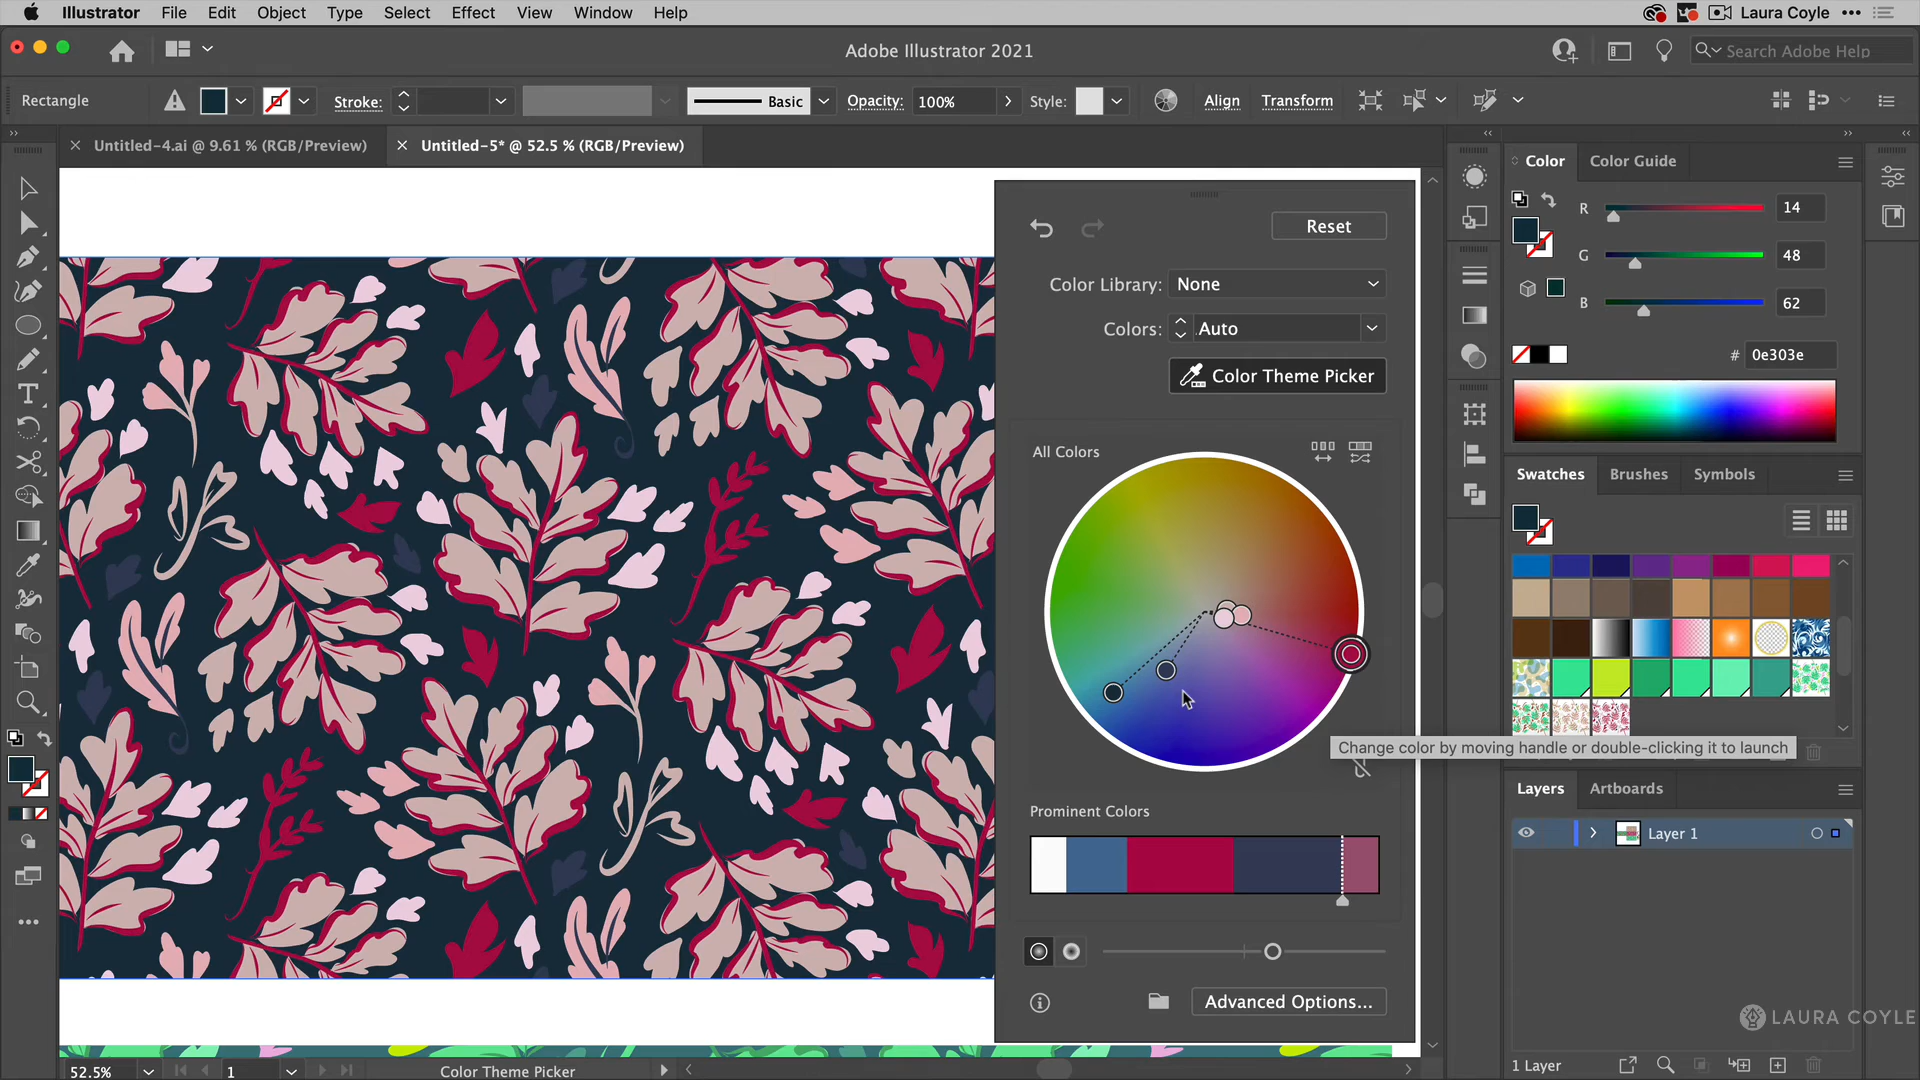 Illustrator File Edit Object Type Select Effect View Window Help Laura Coyle
Adobe Illustrator 2021
Search Adobe Help
Rectangle Stroke: Basic Opacity: 100% Style: Align Transform
Untitled-4.ai @ 9.61 % (RGB/Preview) Untitled-5* @ 52.5 % (RGB/Preview)
Color Color Guide
R 14
G 48
B 62
# 0e303e
Reset
Color Library: None
Colors: Auto
Color Theme Picker
All Colors
Swatches Brushes Symbols
Change color by moving handle or double-clicking it to launch
Prominent Colors
Advanced Options...
Layers Artboards
Layer 1
LAURA COYLE
1 Layer
52.5% 1 Color Theme Picker